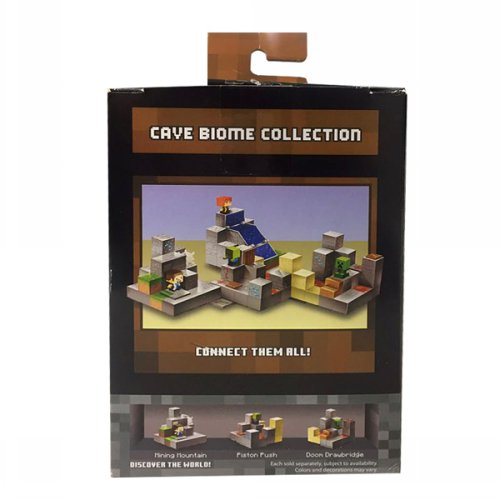 CAVE BIOME COLLECTION
CONNECT THEM ALL!
Mining Mountain
Piston Push
Doom Drawbridge
DISCOVER THE WORLD!
Each sold separately, subject to availability.
Colors and decorations may vary.